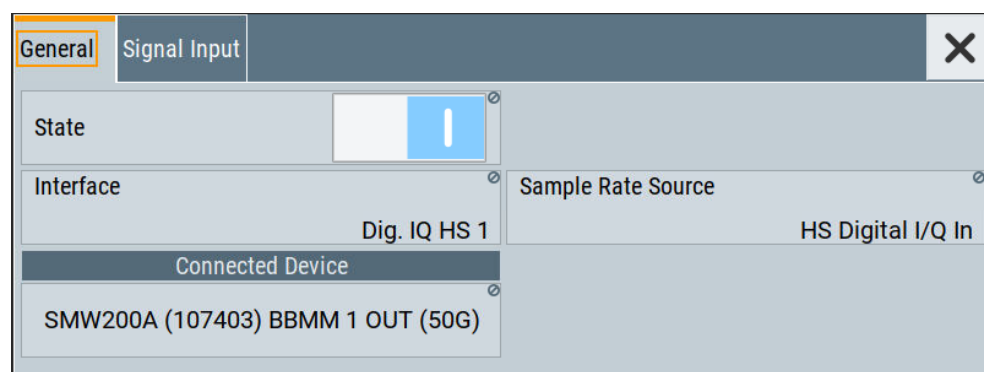 General
Signal Input
State
Interface
Dig. IQ HS 1
Sample Rate Source
HS Digital I/Q In
Connected Device
SMW200A (107403) BBMM 1 OUT (50G)